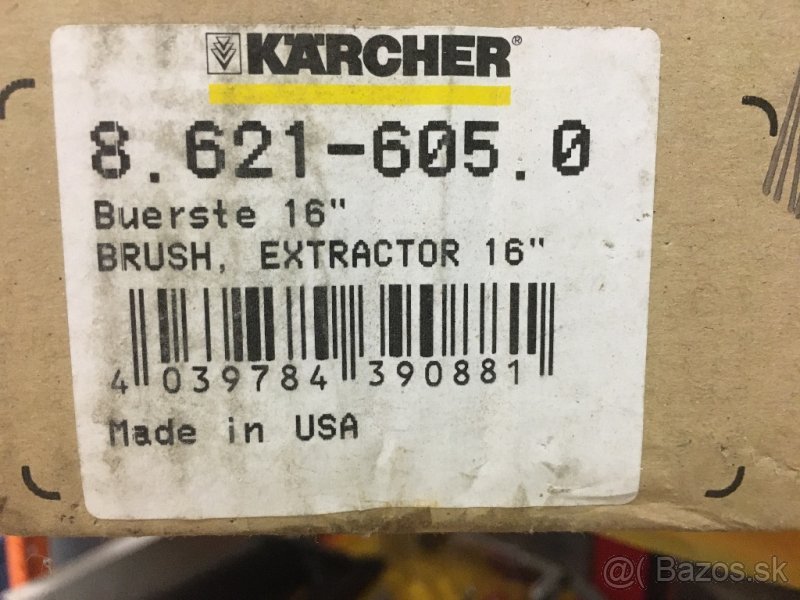 KÄRCHER®
8.621-605.0
Buerste 16"
BRUSH, EXTRACTOR 16"
4 039784 390881
Made in USA
@ Bazos.sk